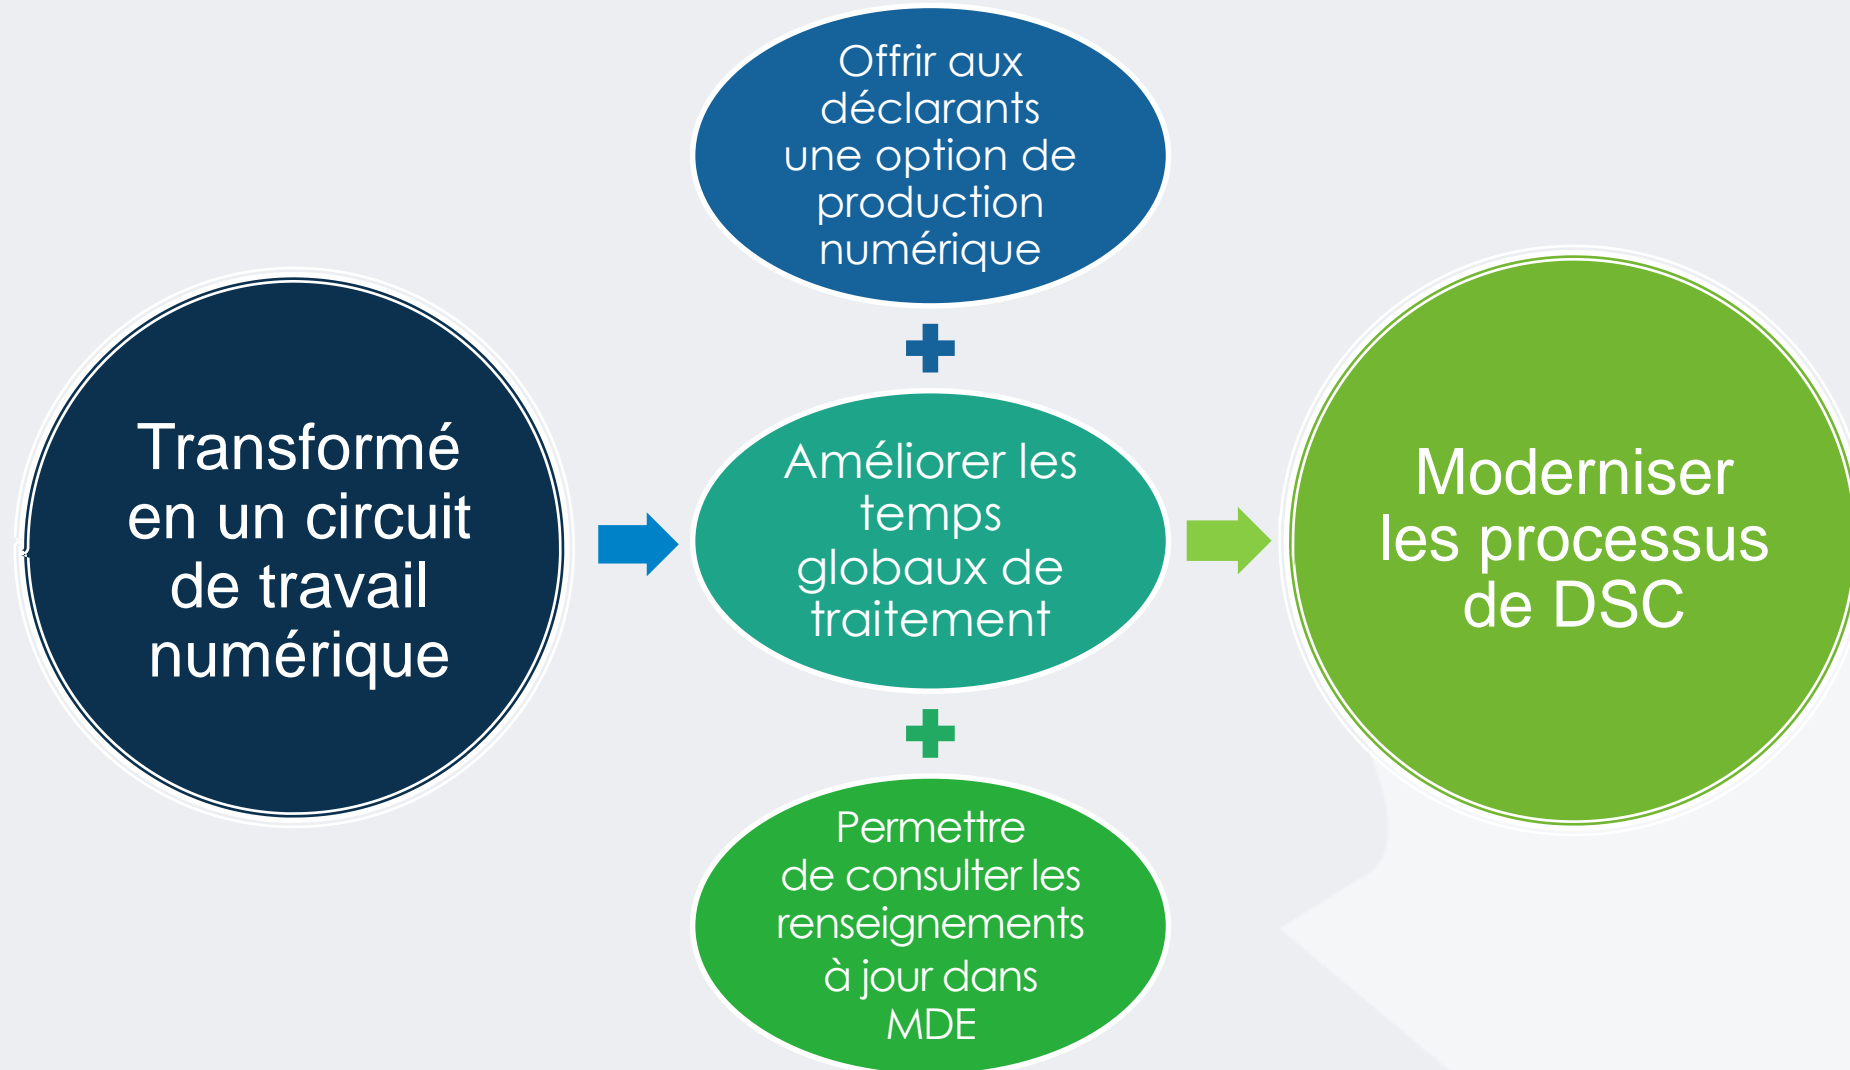 Transformé
en un circuit
de travail
numérique
Offrir aux
déclarants
une option de
production
numérique
Améliorer les
temps
globaux de
traitement
Permettre
de consulter les
renseignements
à jour dans
MDE
Moderniser
les processus
de DSC